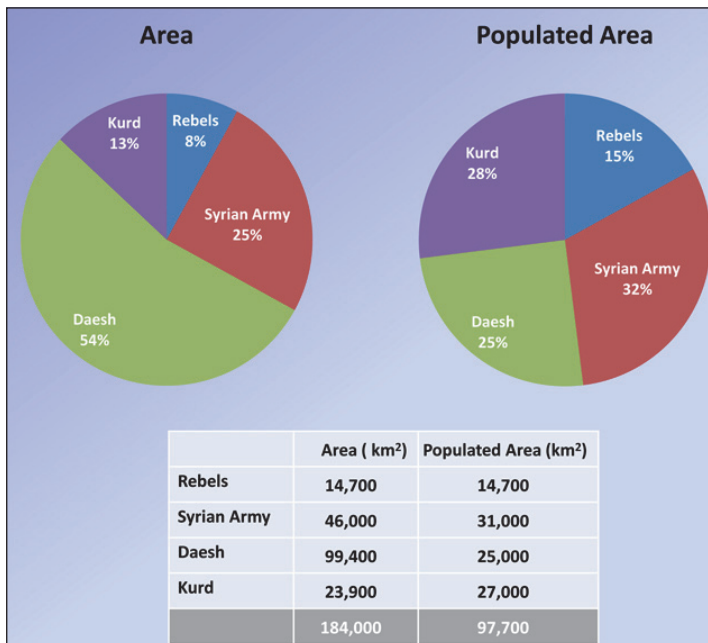 Area
Populated Area
Kurd
13%
Rebels
8%
Syrian Army
25%
Daesh
54%
Kurd
28%
Rebels
15%
Syrian Army
32%
Daesh
25%
Area ( km²) Populated Area (km²)
Rebels 14,700 14,700
Syrian Army 46,000 31,000
Daesh 99,400 25,000
Kurd 23,900 27,000
184,000 97,700